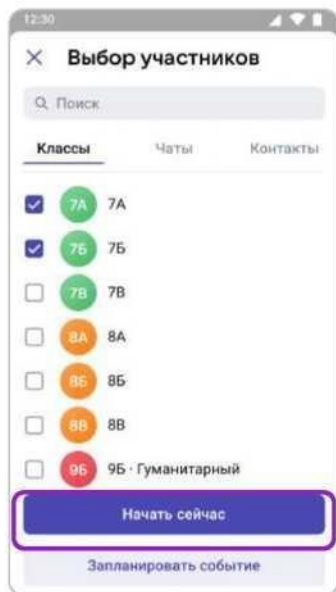 12:30
Выбор участников
Поиск
Классы Чаты Контакты
7А 7А
7Б 7Б
7В 7В
8А 8А
8Б 8Б
8В 8В
9Б 9Б · Гуманитарный
Начать сейчас
Запланировать событие